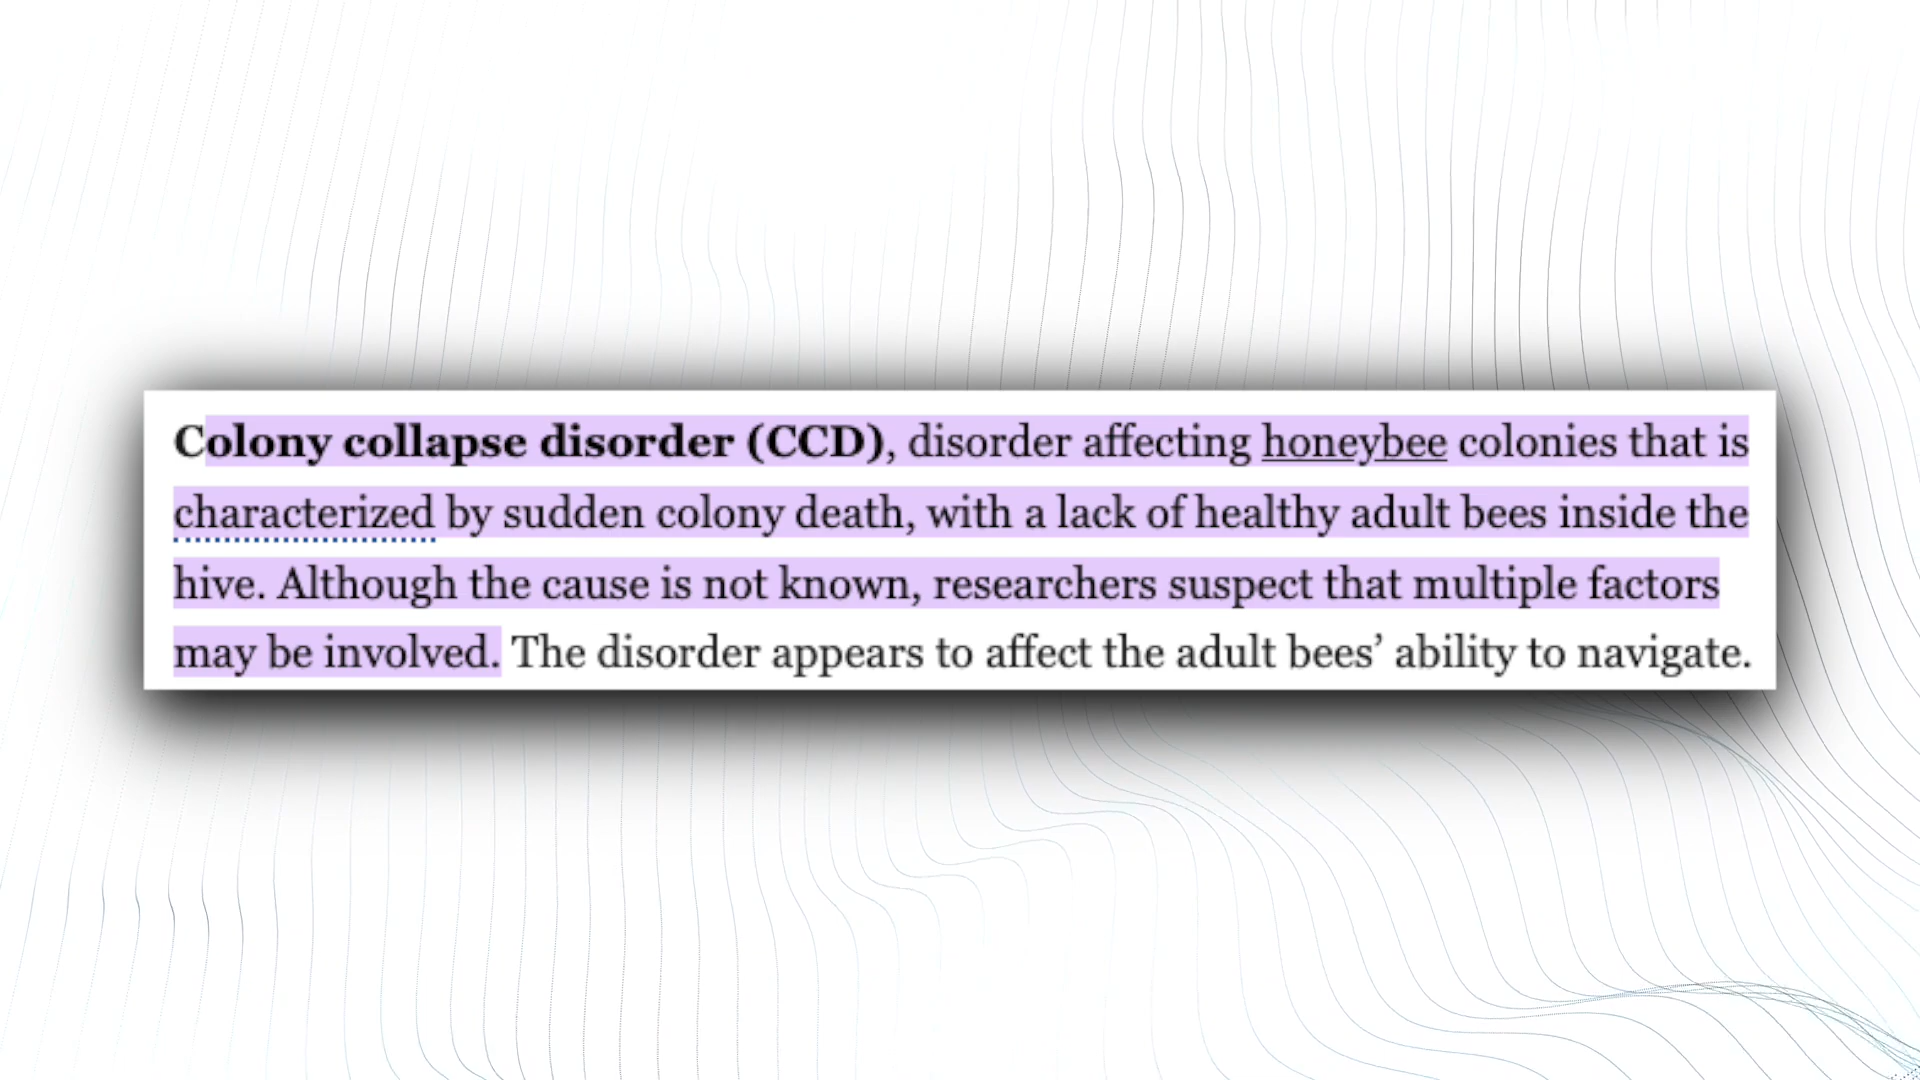 Colony collapse disorder (CCD), disorder affecting honeybee colonies that is
characterized by sudden colony death, with a lack of healthy adult bees inside the
hive. Although the cause is not known, researchers suspect that multiple factors
may be involved. The disorder appears to affect the adult bees’ ability to navigate.